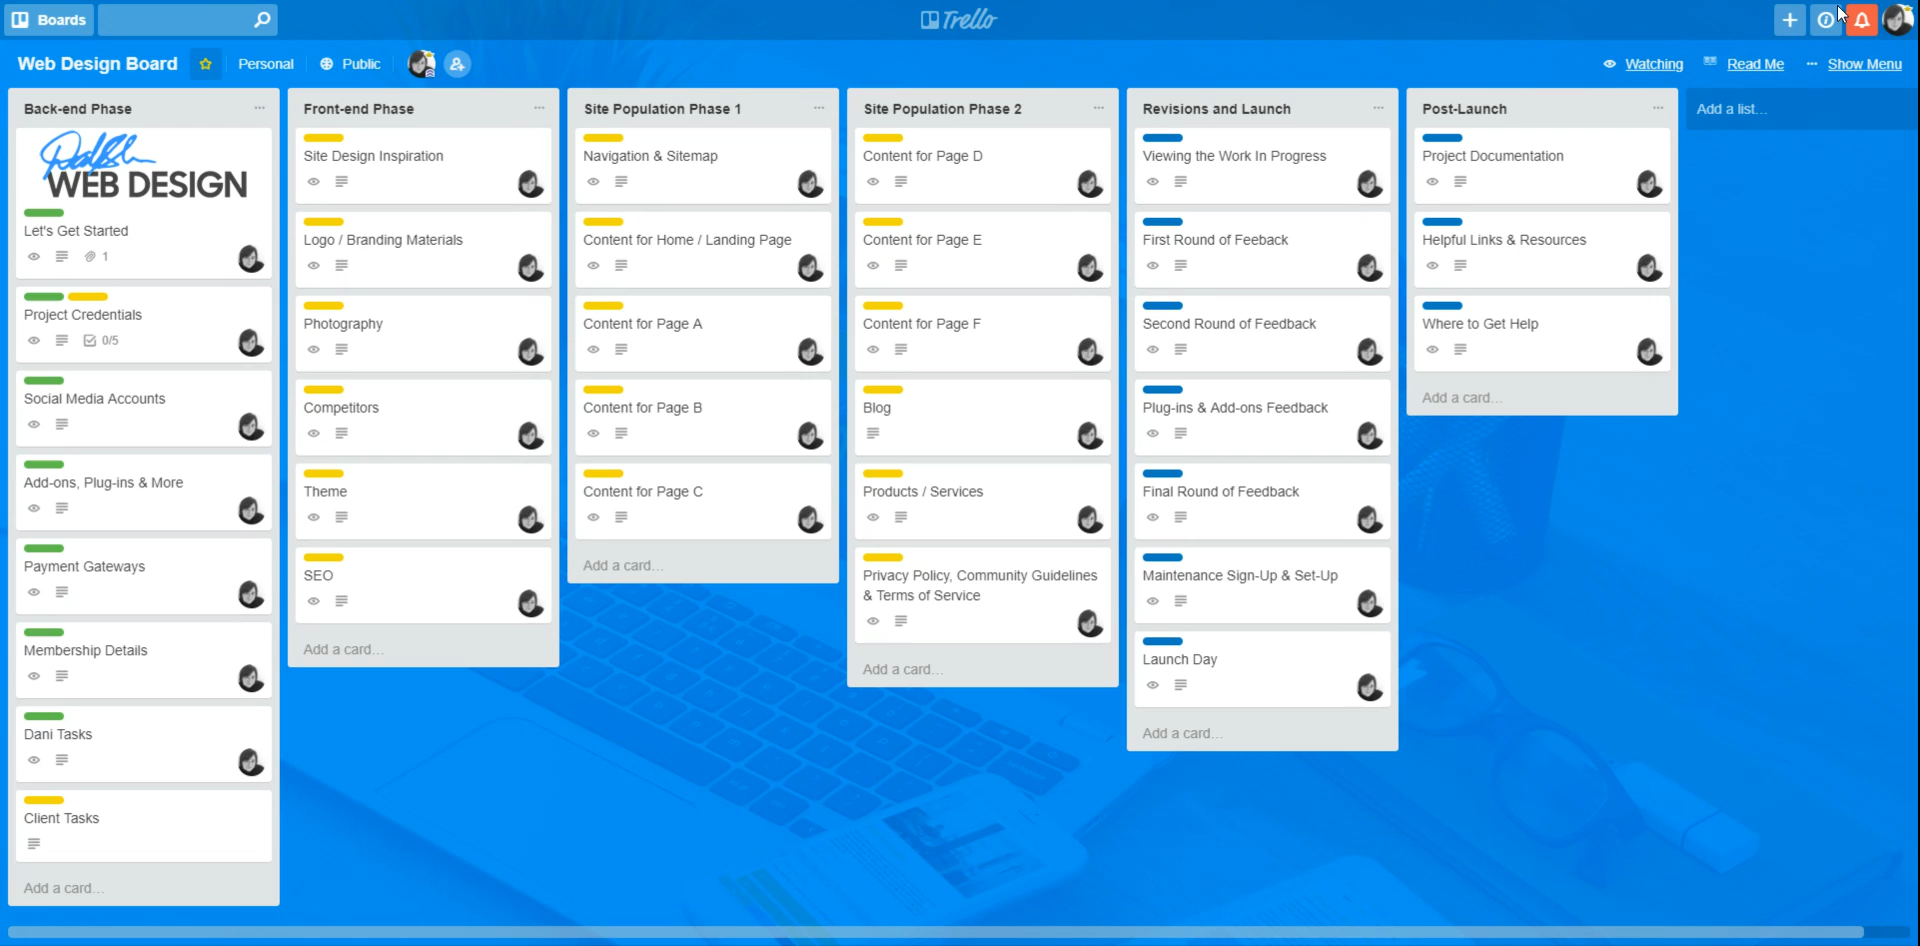 Boards
Trello
Web Design Board
Personal
Public
Watching
Read Me
Show Menu
Back-end Phase
WEB DESIGN
Let's Get Started
1
Project Credentials
0/5
Social Media Accounts
Add-ons, Plug-ins & More
Payment Gateways
Membership Details
Dani Tasks
Client Tasks
Add a card...
Front-end Phase
Site Design Inspiration
Logo / Branding Materials
Photography
Competitors
Theme
SEO
Add a card...
Site Population Phase 1
Navigation & Sitemap
Content for Home / Landing Page
Content for Page A
Content for Page B
Content for Page C
Add a card...
Site Population Phase 2
Content for Page D
Content for Page E
Content for Page F
Blog
Products / Services
Privacy Policy, Community Guidelines
& Terms of Service
Add a card...
Revisions and Launch
Viewing the Work In Progress
First Round of Feeback
Second Round of Feedback
Plug-ins & Add-ons Feedback
Final Round of Feedback
Maintenance Sign-Up & Set-Up
Launch Day
Add a card...
Post-Launch
Project Documentation
Helpful Links & Resources
Where to Get Help
Add a card...
Add a list...